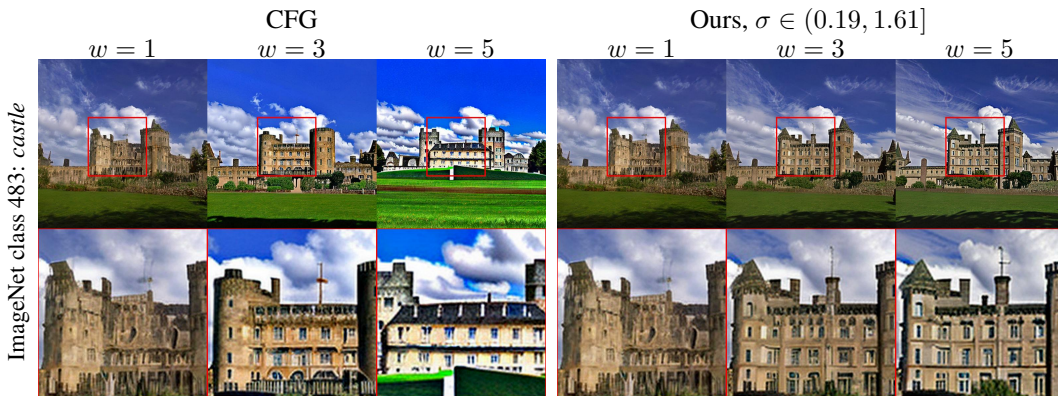 CFG
Ours, σ ∈ (0.19, 1.61]
w = 1
w = 3
w = 5
w = 1
w = 3
w = 5
ImageNet class 483: castle